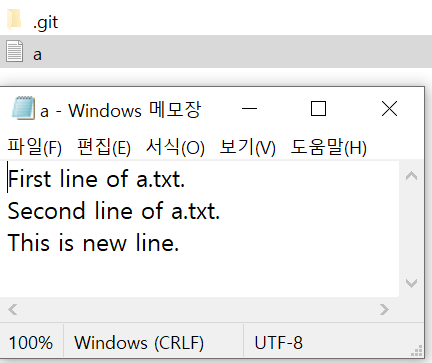 .git
a
a - Windows 메모장
파일(F) 편집(E) 서식(O) 보기(V) 도움말(H)
First line of a.txt.
Second line of a.txt.
This is new line.
100% Windows (CRLF) UTF-8